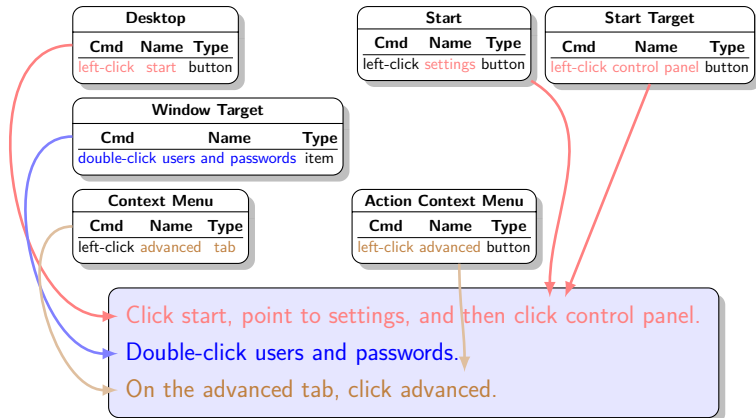 Desktop
Cmd Name Type
left-click start button
Start
Cmd Name Type
left-click settings button
Start Target
Cmd Name Type
left-click control panel button
Window Target
Cmd Name Type
double-click users and passwords item
Context Menu
Cmd Name Type
left-click advanced tab
Action Context Menu
Cmd Name Type
left-click advanced button
Click start, point to settings, and then click control panel.
Double-click users and passwords.
On the advanced tab, click advanced.